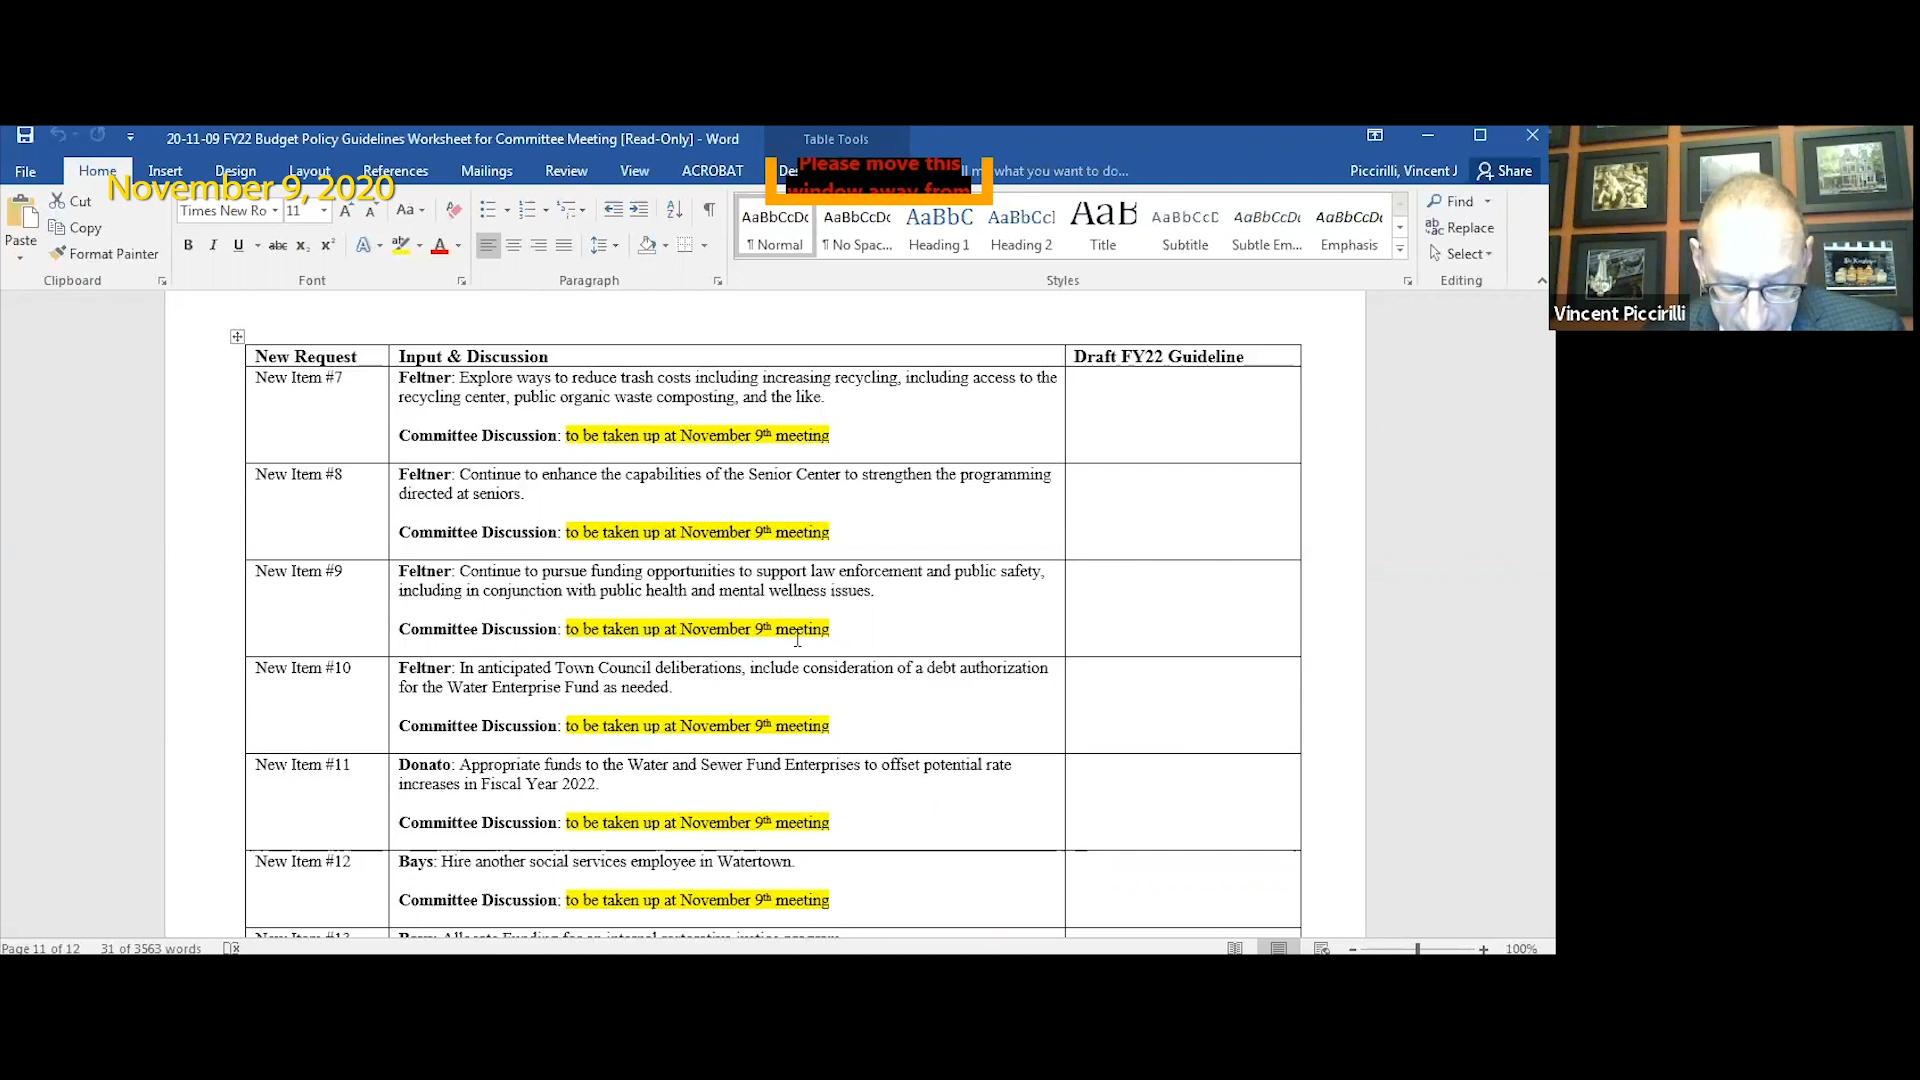 20-11-09 FY22 Budget Policy Guidelines Worksheet for Committee Meeting [Read-Only] - Word
Table Tools
File
Home
Insert
Design
Layout
References
Mailings
Review
View
ACROBAT
Please move this
window away from
what you want to do...
Piccirilli, Vincent J
Share
November 9, 2020
Paste
Cut
Copy
Format Painter
Clipboard
Times New Ro
11
Font
Paragraph
AaBbCcDc
¶ Normal
AaBbCcDc
¶ No Spac...
AaBbC
Heading 1
AaBbCcI
Heading 2
AaB
Title
AaBbCcD
Subtitle
AaBbCcDc
Subtle Em...
AaBbCcDc
Emphasis
Styles
Find
Replace
Select
Editing
Vincent Piccirilli
New Request
Input & Discussion
Draft FY22 Guideline
New Item #7
Feltner: Explore ways to reduce trash costs including increasing recycling, including access to the
recycling center, public organic waste composting, and the like.
Committee Discussion: to be taken up at November 9th meeting
New Item #8
Feltner: Continue to enhance the capabilities of the Senior Center to strengthen the programming
directed at seniors.
Committee Discussion: to be taken up at November 9th meeting
New Item #9
Feltner: Continue to pursue funding opportunities to support law enforcement and public safety,
including in conjunction with public health and mental wellness issues.
Committee Discussion: to be taken up at November 9th meeting
New Item #10
Feltner: In anticipated Town Council deliberations, include consideration of a debt authorization
for the Water Enterprise Fund as needed.
Committee Discussion: to be taken up at November 9th meeting
New Item #11
Donato: Appropriate funds to the Water and Sewer Fund Enterprises to offset potential rate
increases in Fiscal Year 2022.
Committee Discussion: to be taken up at November 9th meeting
New Item #12
Bays: Hire another social services employee in Watertown.
Committee Discussion: to be taken up at November 9th meeting
Page 11 of 12
31 of 3563 words
100%